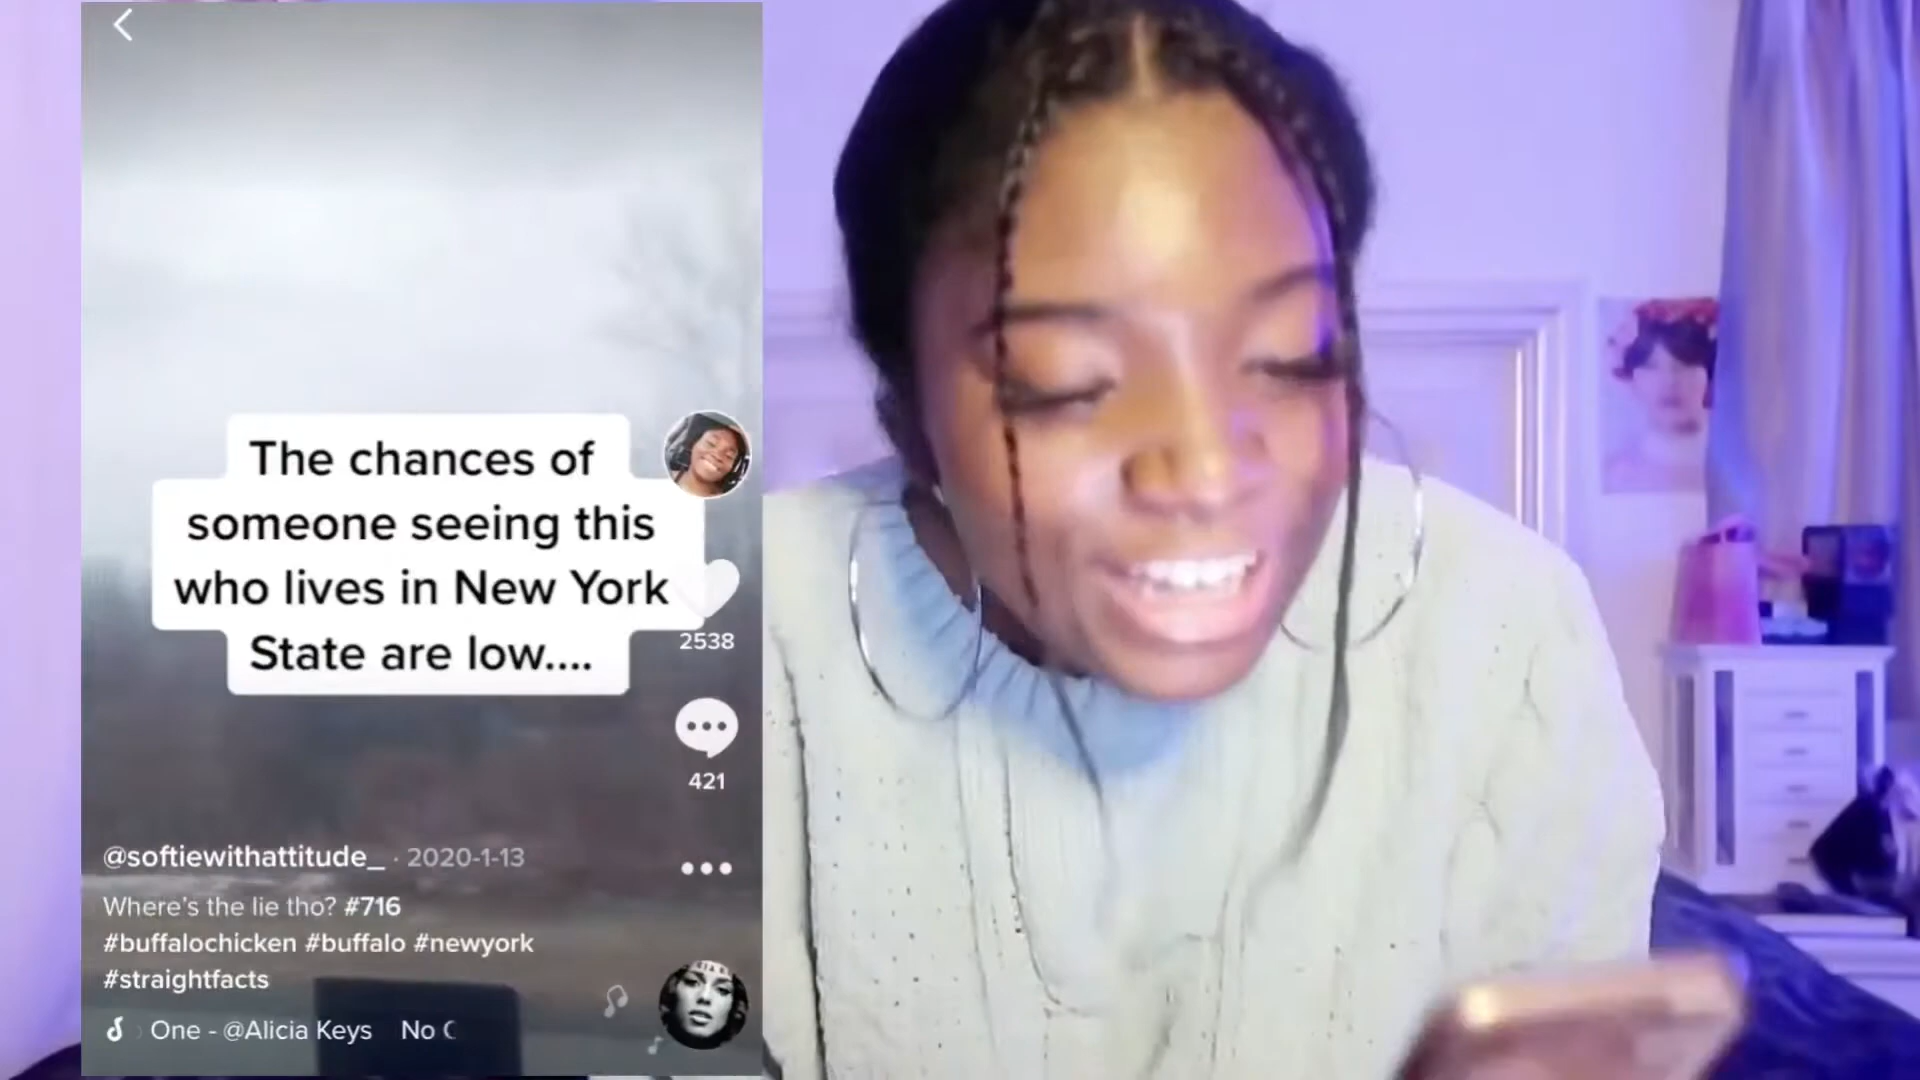 The chances of
someone seeing this
who lives in New York
State are low....
2538
421
@softiewithattitude_ · 2020-1-13
Where's the lie tho? #716
#buffalochicken #buffalo #newyork
#straightfacts
One - @Alicia Keys No